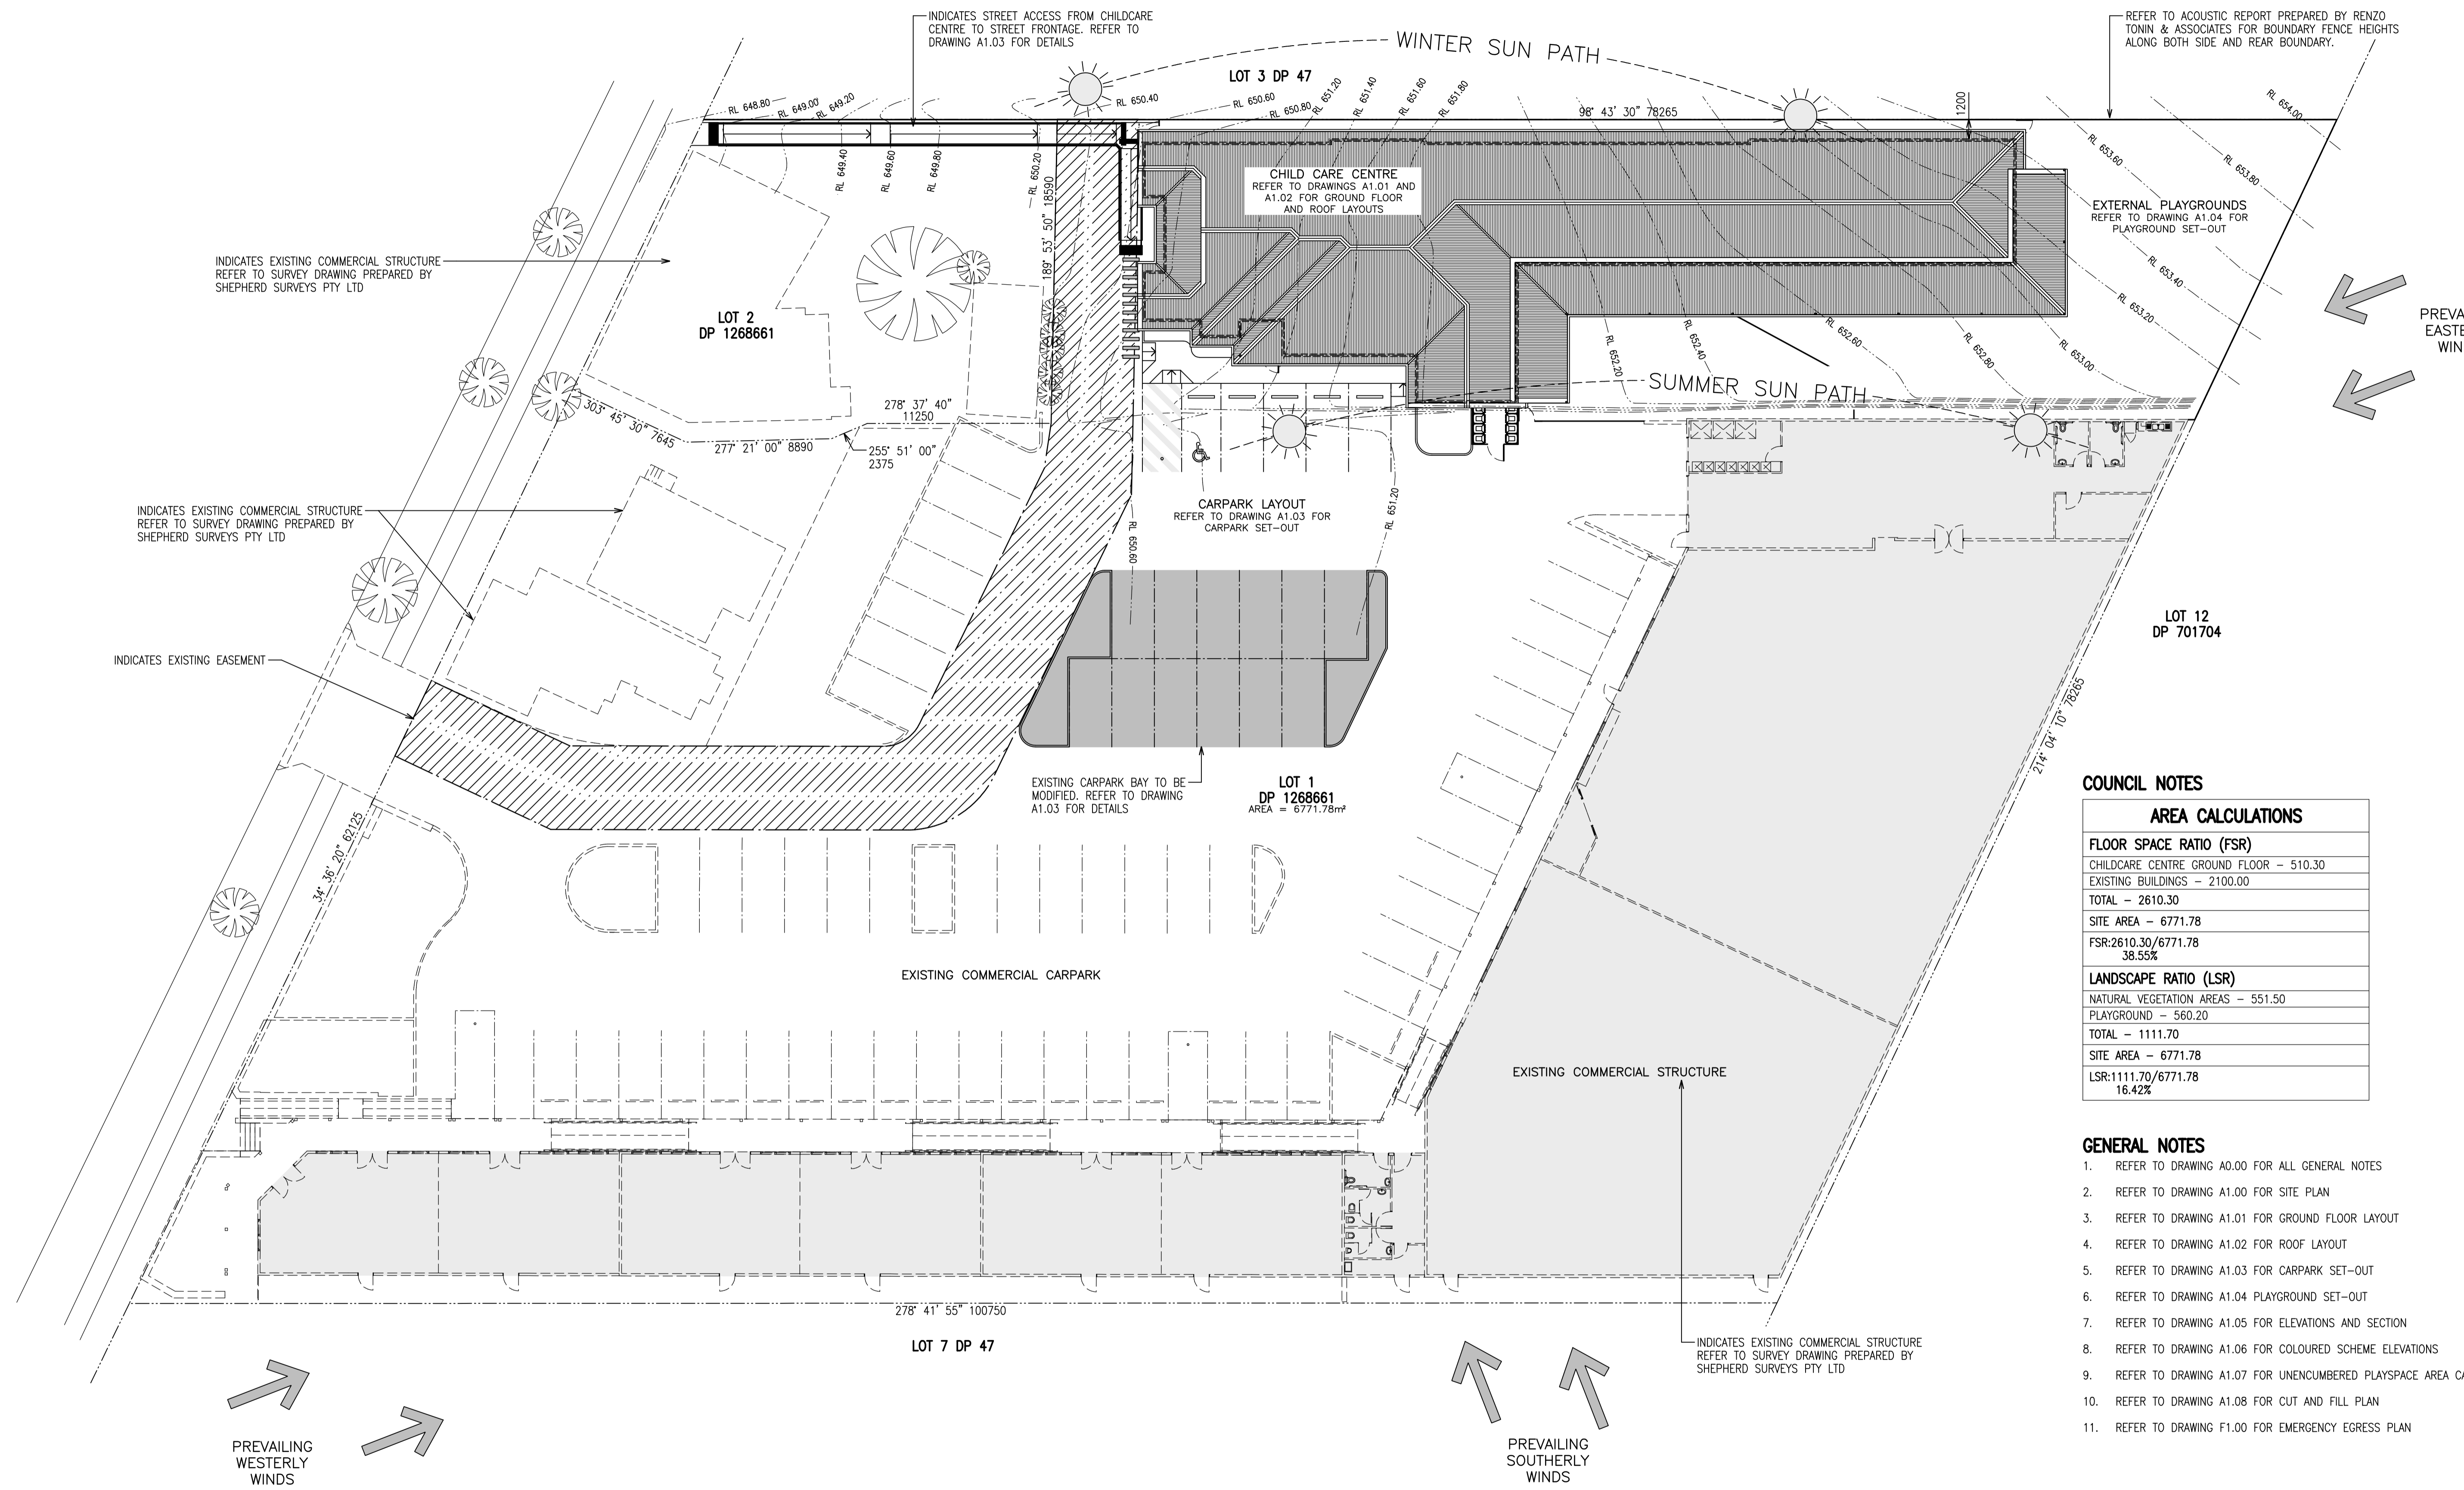 INDICATES STREET ACCESS FROM CHILDCARE
CENTRE TO STREET FRONTAGE. REFER TO
DRAWING A1.03 FOR DETAILS
WINTER SUN PATH
REFER TO ACOUSTIC REPORT PREPARED BY RENZO
TONIN & ASSOCIATES FOR BOUNDARY FENCE HEIGHTS
ALONG BOTH SIDE AND REAR BOUNDARY.
LOT 3 DP 47
RL 648.80
RL 649.00
RL 649.20
RL 650.40
RL 650.60
RL 650.80
RL 651.20
RL 651.40
RL 651.60
RL 651.80
98° 43' 30" 78265
1200
RL 654.00
RL 649.40
RL 649.60
RL 649.80
RL 650.20
189° 53' 50" 18590
RL 653.60
RL 653.80
CHILD CARE CENTRE
REFER TO DRAWINGS A1.01 AND
A1.02 FOR GROUND FLOOR
AND ROOF LAYOUTS
EXTERNAL PLAYGROUNDS
REFER TO DRAWING A1.04 FOR
PLAYGROUND SET-OUT
INDICATES EXISTING COMMERCIAL STRUCTURE
REFER TO SURVEY DRAWING PREPARED BY
SHEPHERD SURVEYS PTY LTD
RL 653.40
RL 653.20
LOT 2
DP 1268661
PREVA
EASTE
WIN
RL 652.20
RL 652.40
RL 652.60
RL 652.80
RL 653.00
SUMMER SUN PATH
303° 45' 30" 7645
278° 37' 40"
11250
277° 21' 00" 8890
255° 51' 00"
2375
INDICATES EXISTING COMMERCIAL STRUCTURE
REFER TO SURVEY DRAWING PREPARED BY
SHEPHERD SURVEYS PTY LTD
CARPARK LAYOUT
REFER TO DRAWING A1.03 FOR
CARPARK SET-OUT
RL 650.60
RL 651.20
LOT 12
DP 701704
INDICATES EXISTING EASEMENT
214° 04' 10" 78265
EXISTING CARPARK BAY TO BE
MODIFIED. REFER TO DRAWING
A1.03 FOR DETAILS
LOT 1
DP 1268661
AREA = 6771.78m²
34° 36' 20" 62125
COUNCIL NOTES
AREA CALCULATIONS
FLOOR SPACE RATIO (FSR)
CHILDCARE CENTRE GROUND FLOOR - 510.30
EXISTING BUILDINGS - 2100.00
TOTAL - 2610.30
SITE AREA - 6771.78
FSR:2610.30/6771.78
38.55%
LANDSCAPE RATIO (LSR)
NATURAL VEGETATION AREAS - 551.50
PLAYGROUND - 560.20
TOTAL - 1111.70
SITE AREA - 6771.78
LSR:1111.70/6771.78
16.42%
EXISTING COMMERCIAL CARPARK
EXISTING COMMERCIAL STRUCTURE
GENERAL NOTES
1. REFER TO DRAWING A0.00 FOR ALL GENERAL NOTES
2. REFER TO DRAWING A1.00 FOR SITE PLAN
3. REFER TO DRAWING A1.01 FOR GROUND FLOOR LAYOUT
4. REFER TO DRAWING A1.02 FOR ROOF LAYOUT
5. REFER TO DRAWING A1.03 FOR CARPARK SET-OUT
6. REFER TO DRAWING A1.04 PLAYGROUND SET-OUT
7. REFER TO DRAWING A1.05 FOR ELEVATIONS AND SECTION
8. REFER TO DRAWING A1.06 FOR COLOURED SCHEME ELEVATIONS
9. REFER TO DRAWING A1.07 FOR UNENCUMBERED PLAYSPACE AREA CA
10. REFER TO DRAWING A1.08 FOR CUT AND FILL PLAN
11. REFER TO DRAWING F1.00 FOR EMERGENCY EGRESS PLAN
278° 41' 55" 100750
LOT 7 DP 47
INDICATES EXISTING COMMERCIAL STRUCTURE
REFER TO SURVEY DRAWING PREPARED BY
SHEPHERD SURVEYS PTY LTD
PREVAILING
WESTERLY
WINDS
PREVAILING
SOUTHERLY
WINDS